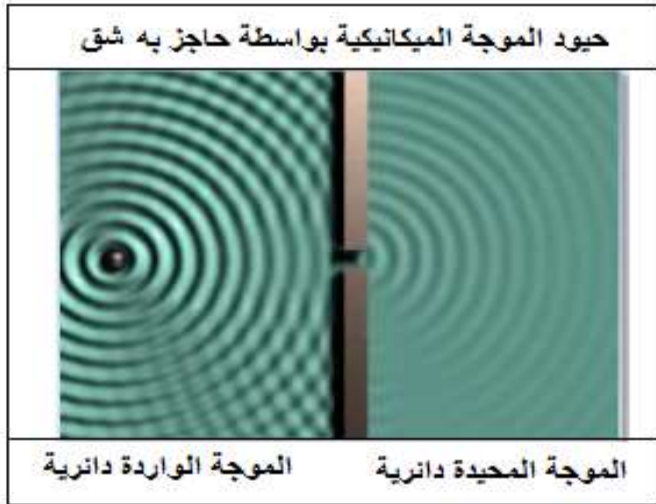 حيود الموجة الميكانيكية بواسطة حاجز به شق
الموجة المحيدة دائرية
الموجة الواردة دائرية